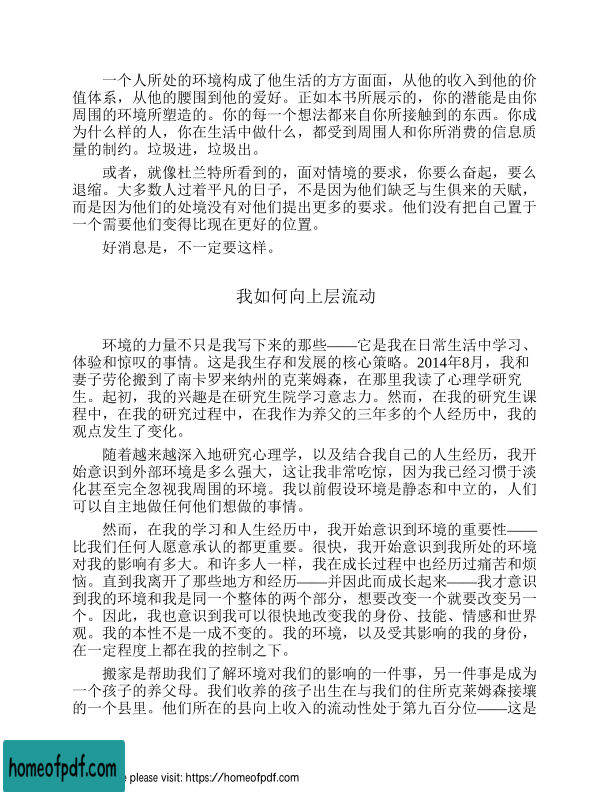 一个人所处的环境构成了他生活的方方面面，从他的收入到他的价
值体系，从他的腰围到他的爱好。正如本书所展示的，你的潜能是由你
周围的环境所塑造的。你的每一个想法都来自你所接触到的东西。你成
为什么样的人，你在生活中做什么，都受到周围人和你所消费的信息质
量的制约。垃圾进，垃圾出。
或者，就像杜兰特所看到的，面对情境的要求，你要么奋起，要么
退缩。大多数人过着平凡的日子，不是因为他们缺乏与生俱来的天赋，
而是因为他们的处境没有对他们提出更多的要求。他们没有把自己置于
一个需要他们变得比现在更好的位置。
好消息是，不一定要这样。
我如何向上层流动
环境的力量不只是我写下来的那些——它是我在日常生活中学习、
体验和惊叹的事情。这是我生存和发展的核心策略。2014年8月，我和
妻子劳伦搬到了南卡罗来纳州的克莱姆森，在那里我读了心理学研究
生。起初，我的兴趣是在研究生院学习意志力。然而，在我的研究生课
程中，在我的研究过程中，在我作为养父的三年多的个人经历中，我的
观点发生了变化。
随着越来越深入地研究心理学，以及结合我自己的人生经历，我开
始意识到外部环境是多么强大，这让我非常吃惊，因为我已经习惯于淡
化甚至完全忽视我周围的环境。我以前假设环境是静态和中立的，人们
可以自主地做任何他们想做的事情。
然而，在我的学习和人生经历中，我开始意识到环境的重要性——
比我们任何人愿意承认的都更重要。很快，我开始意识到我所处的环境
对我的影响有多大。和许多人一样，我在成长过程中也经历过痛苦和烦
恼。直到我离开了那些地方和经历——并因此而成长起来——我才意识
到我的环境和我是同一个整体的两个部分，想要改变一个就要改变另一
个。因此，我也意识到我可以很快地改变我的身份、技能、情感和世界
观。我的本性不是一成不变的。我的环境，以及受其影响的我的身份，
在一定程度上都在我的控制之下。
搬家是帮助我们了解环境对我们的影响的一件事，另一件事是成为
一个孩子的养父母。我们收养的孩子出生在与我们的住所克莱姆森接壤
的一个县里。他们所在的县向上收入的流动性处于第九百分位——这是
homeofpdf.com
e please visit: https://homeofpdf.com